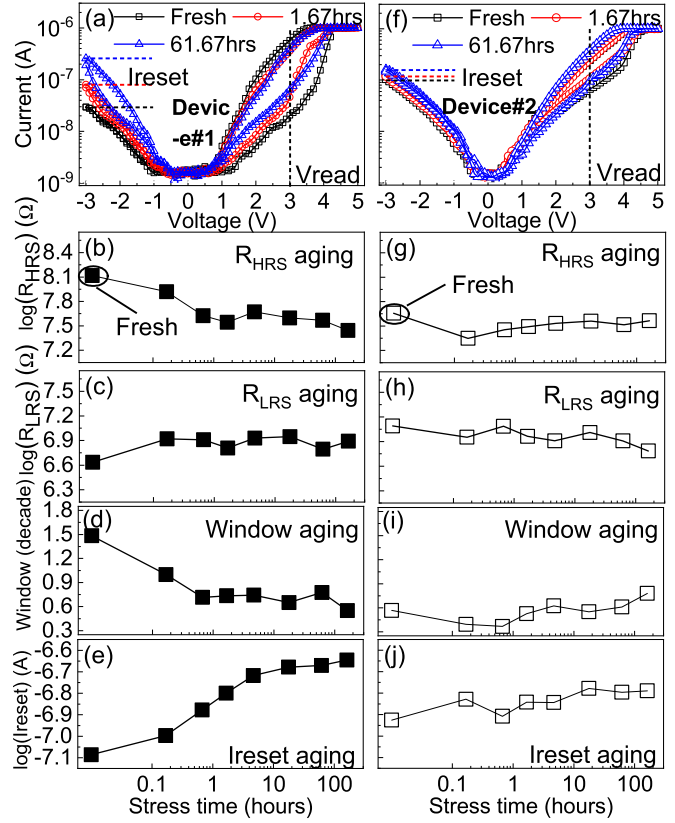 (a)
Fresh
1.67hrs
61.67hrs
Ireset
Devic
-e#1
Vread
10⁻⁶
10⁻⁷
10⁻⁸
10⁻⁹
Current (A)
-3 -2 -1 0 1 2 3 4 5
Voltage (V)
(f)
Fresh
1.67hrs
61.67hrs
Ireset
Device#2
Vread
-3 -2 -1 0 1 2 3 4 5
Voltage (V)
(b)
R_HRS aging
Fresh
8.4
8.1
7.8
7.5
7.2
log(R_HRS) (Ω)
(g)
R_HRS aging
Fresh
(c)
R_LRS aging
7.5
7.2
6.9
6.6
6.3
log(R_LRS) (Ω)
(h)
R_LRS aging
(d)
Window aging
1.8
1.5
1.2
0.9
0.6
0.3
Window (decade)
(i)
Window aging
(e)
Ireset aging
-6.6
-6.7
-6.8
-6.9
-7.0
-7.1
log(Ireset) (A)
0.1 1 10 100
Stress time (hours)
(j)
Ireset aging
0.1 1 10 100
Stress time (hours)